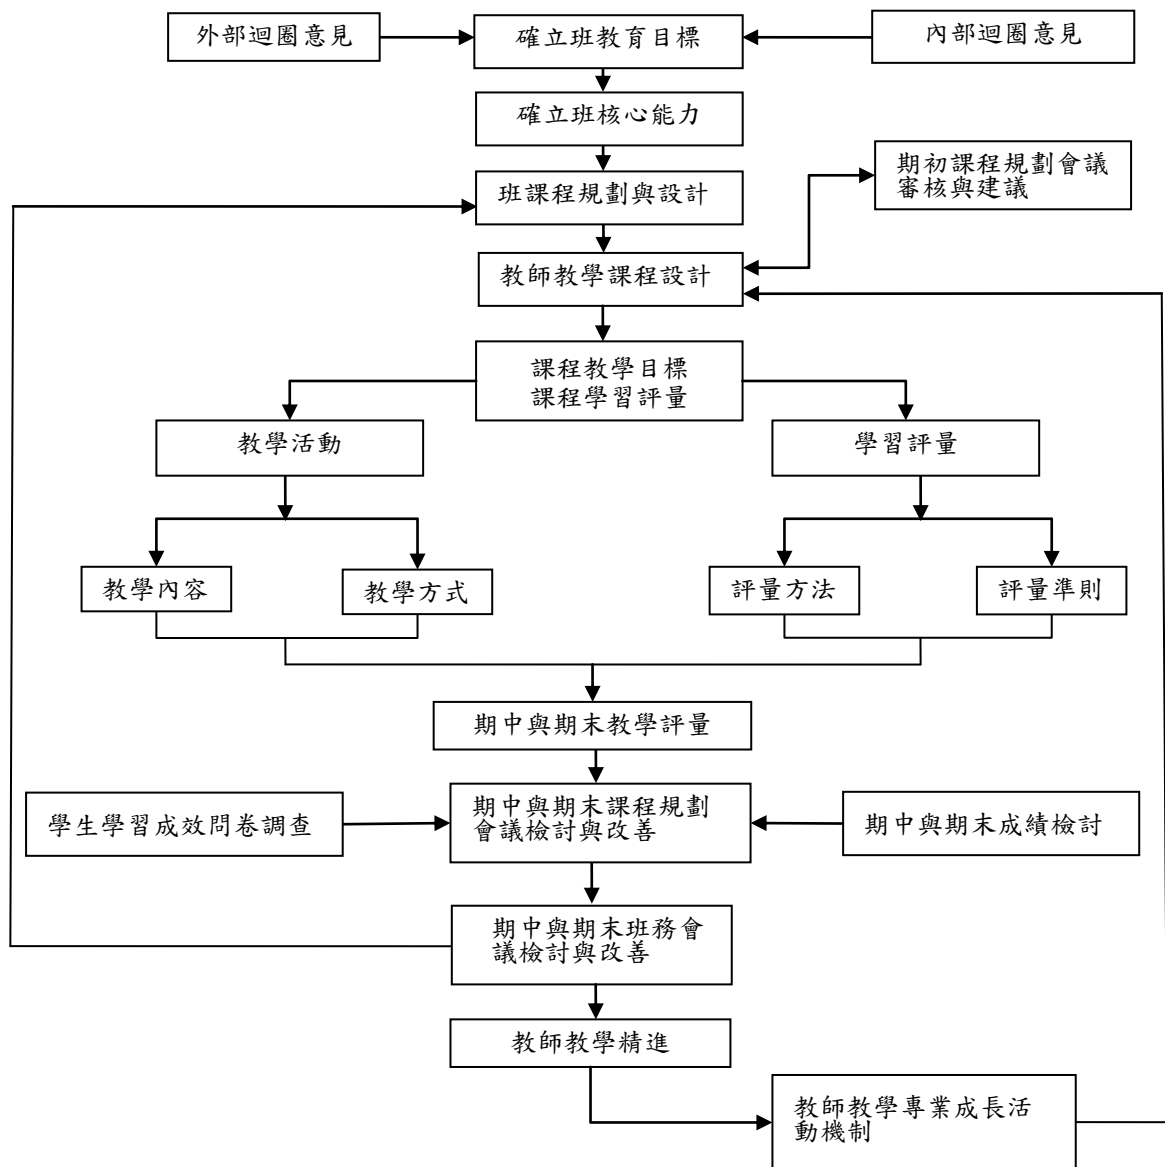 外部迴圈意見
確立班教育目標
內部迴圈意見
確立班核心能力
期初課程規劃會議
審核與建議
班課程規劃與設計
教師教學課程設計
課程教學目標
課程學習評量
教學活動
學習評量
教學內容
教學方式
評量方法
評量準則
期中與期末教學評量
學生學習成效問卷調查
期中與期末課程規劃
會議檢討與改善
期中與期末成績檢討
期中與期末班務會
議檢討與改善
教師教學精進
教師教學專業成長活
動機制